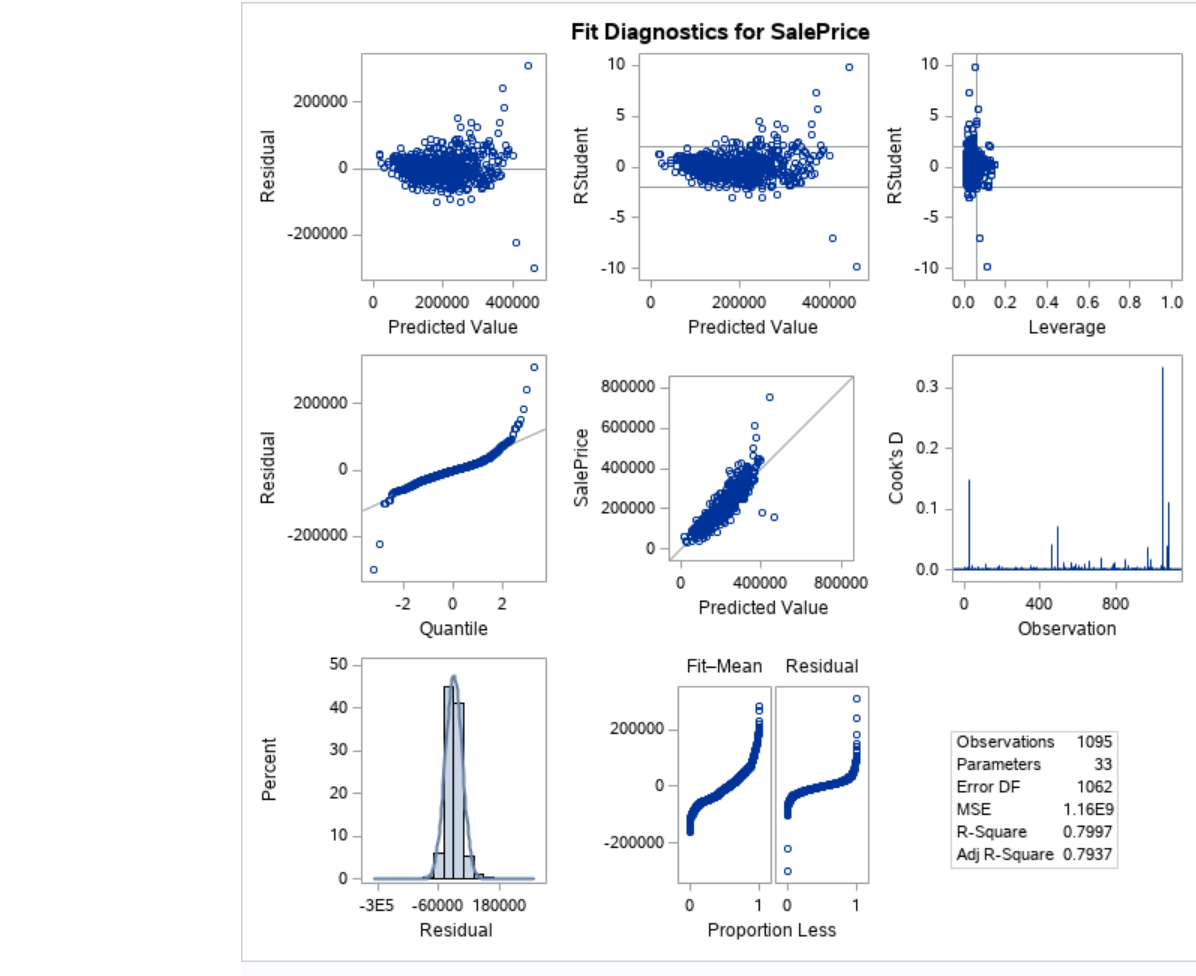 Fit Diagnostics for SalePrice
Residual
200000
0
-200000
0 200000 400000
Predicted Value
RStudent
10
5
0
-5
-10
0 200000 400000
Predicted Value
RStudent
10
5
0
-5
-10
0.0 0.2 0.4 0.6 0.8 1.0
Leverage
Residual
200000
0
-200000
-2 0 2
Quantile
SalePrice
800000
600000
400000
200000
0
0 400000 800000
Predicted Value
Cook's D
0.3
0.2
0.1
0.0
0 400 800
Observation
Percent
50
40
30
20
10
0
-3E5 -60000 180000
Residual
Fit–Mean Residual
200000
0
-200000
0 1 0 1
Proportion Less
Observations 1095
Parameters 33
Error DF 1062
MSE 1.16E9
R-Square 0.7997
Adj R-Square 0.7937